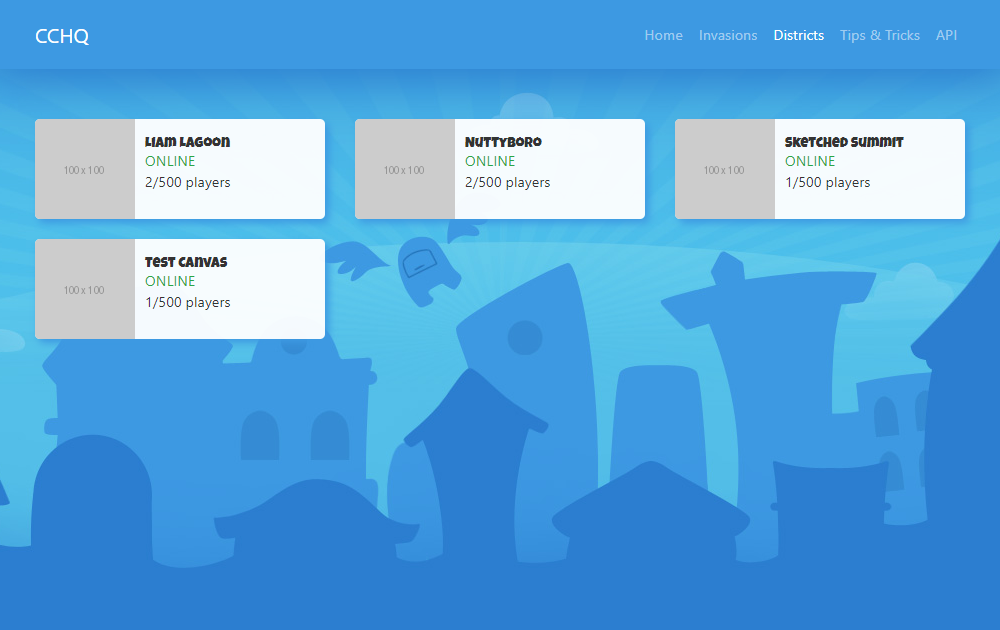 CCHQ
Home Invasions Districts Tips & Tricks API
100 x 100
Liam Lagoon
ONLINE
2/500 players
100 x 100
Nuttyboro
ONLINE
2/500 players
100 x 100
Sketched Summit
ONLINE
1/500 players
100 x 100
Test Canvas
ONLINE
1/500 players